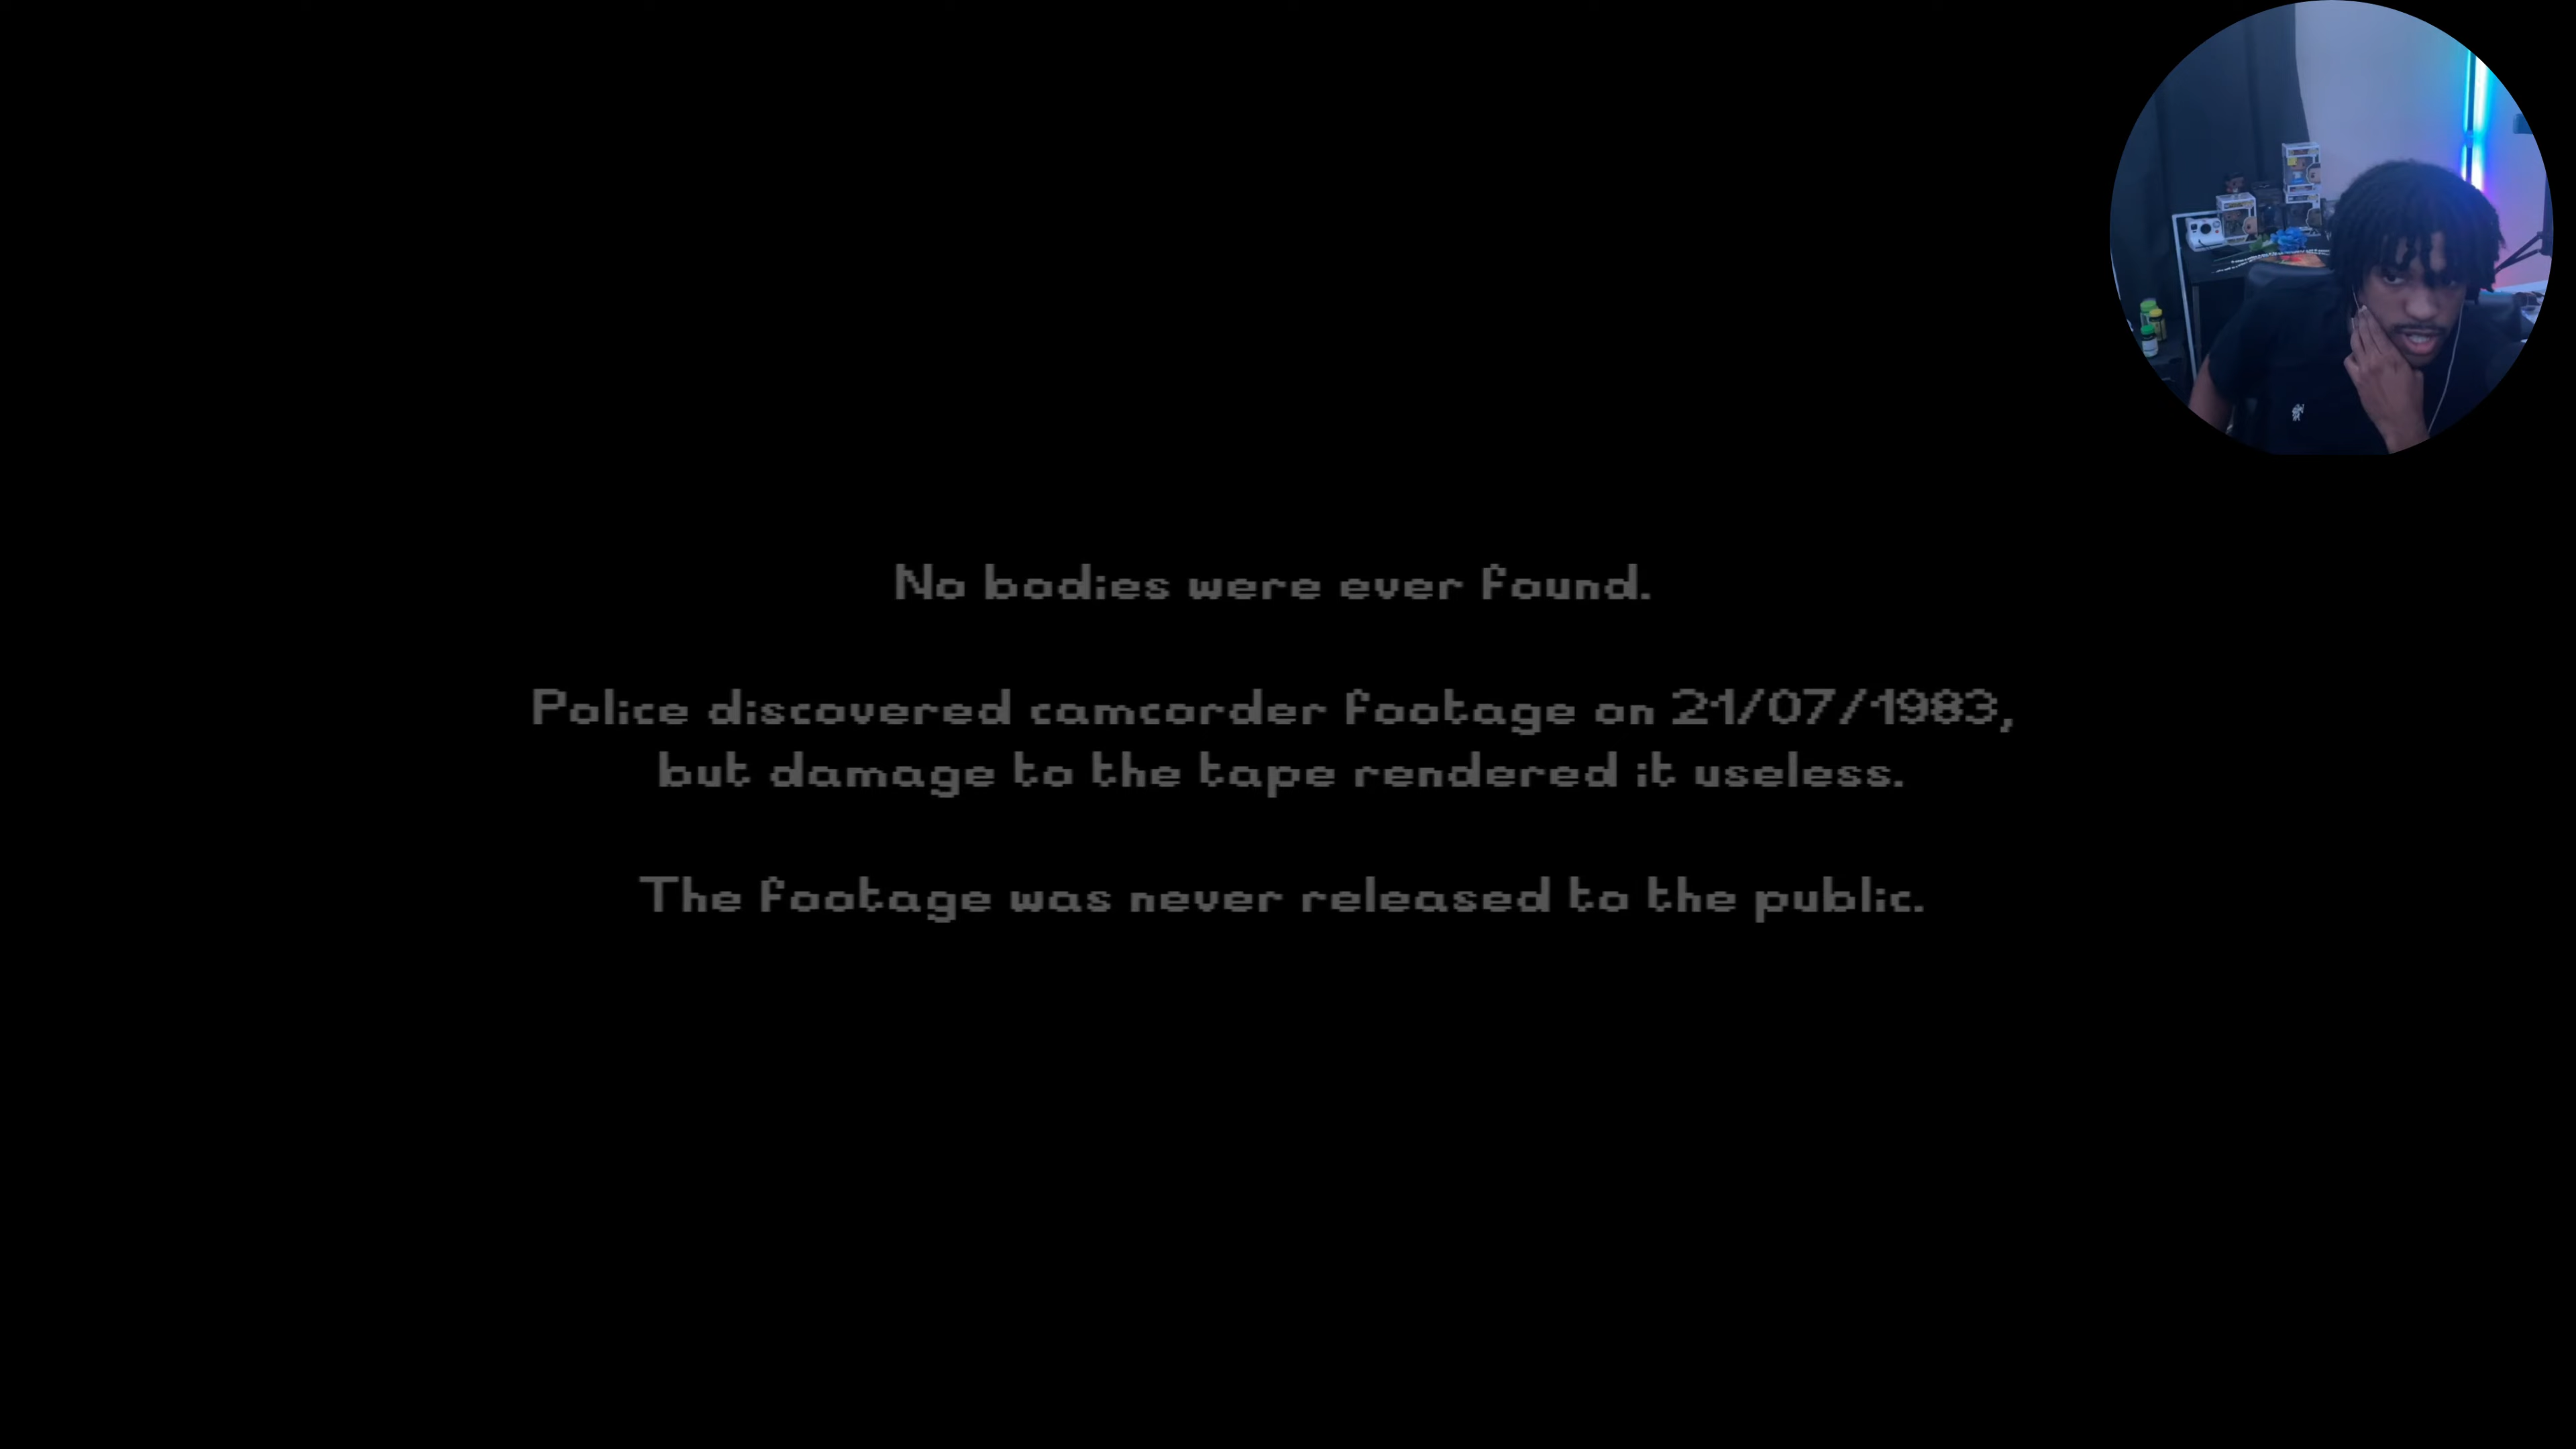 No bodies were ever found.
Police discovered camcorder footage on 21/07/1983,
but damage to the tape rendered it useless.
The footage was never released to the public.